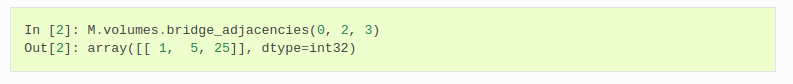 In [2]: M.volumes.bridge_adjacencies(0, 2, 3)
Out[2]: array([[ 1,  5, 25]], dtype=int32)